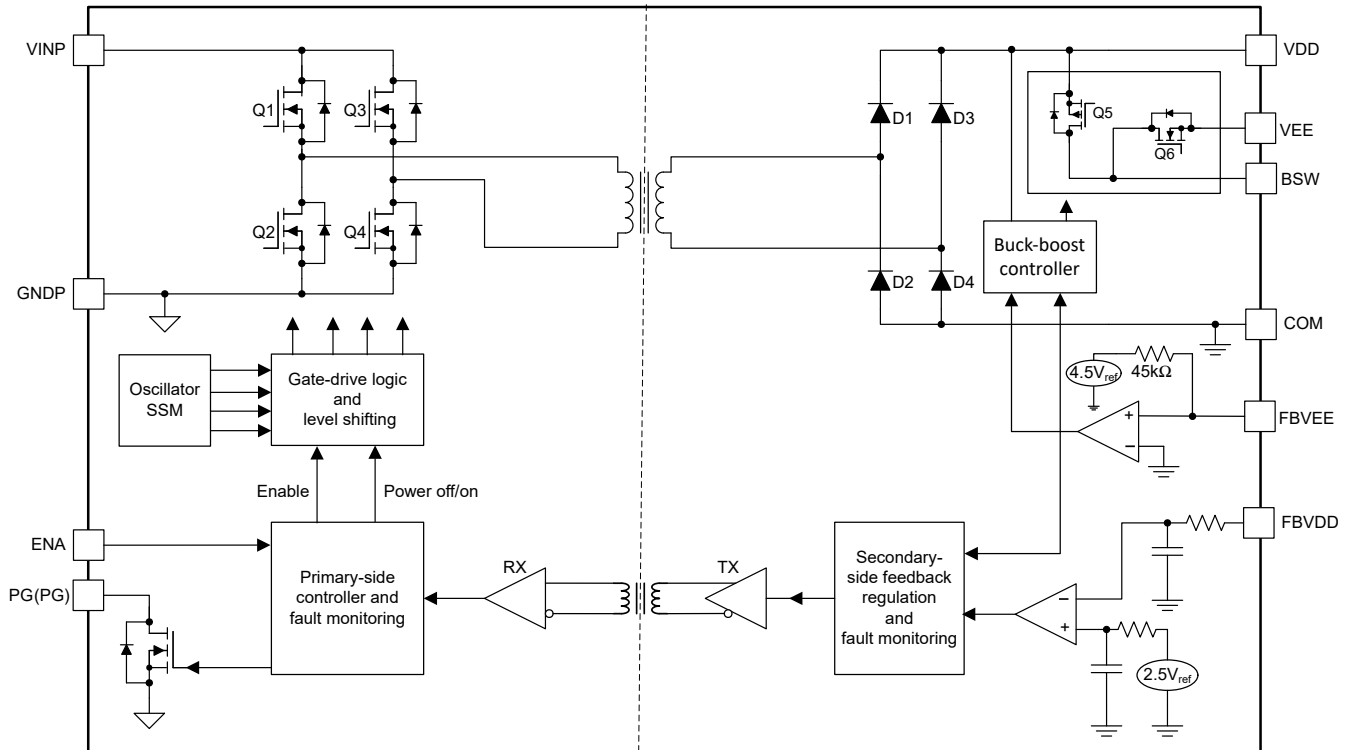 VINP
VDD
Q1
Q3
D1
D3
Q5
VEE
Q6
BSW
Q2
Q4
D2
D4
Buck-boost
controller
GNDP
COM
Oscillator
SSM
Gate-drive logic
and
level shifting
4.5Vref
45kΩ
+
−
FBVEE
Enable
Power off/on
FBVDD
ENA
PG(PG)
Primary-side
controller and
fault monitoring
RX
TX
Secondary-
side feedback
regulation
and
fault monitoring
−
+
2.5Vref